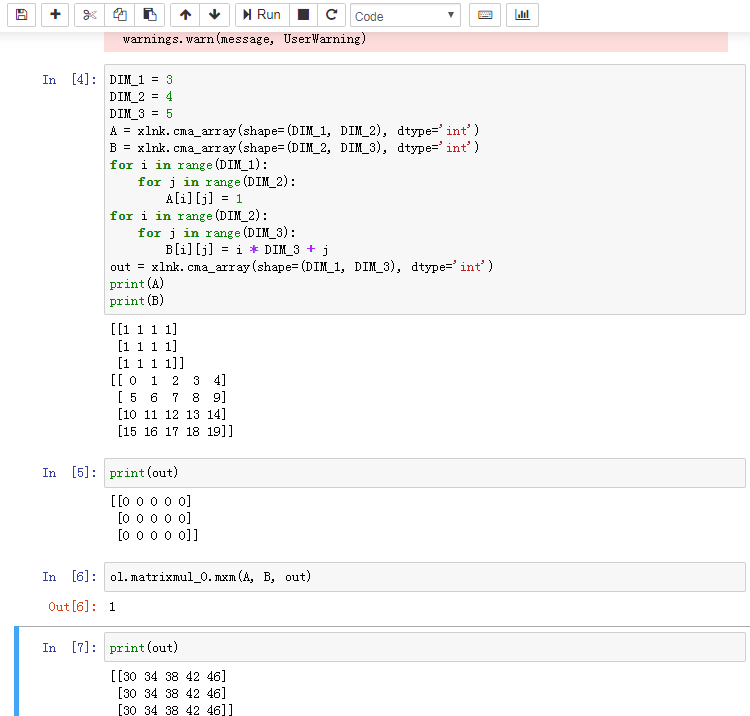 Run
Code
warnings.warn(message, UserWarning)
In [4]:
DIM_1 = 3
DIM_2 = 4
DIM_3 = 5
A = xlnk.cma_array(shape=(DIM_1, DIM_2), dtype='int')
B = xlnk.cma_array(shape=(DIM_2, DIM_3), dtype='int')
for i in range(DIM_1):
    for j in range(DIM_2):
        A[i][j] = 1
for i in range(DIM_2):
    for j in range(DIM_3):
        B[i][j] = i * DIM_3 + j
out = xlnk.cma_array(shape=(DIM_1, DIM_3), dtype='int')
print(A)
print(B)
[[1 1 1 1]
 [1 1 1 1]
 [1 1 1 1]]
[[ 0  1  2  3  4]
 [ 5  6  7  8  9]
 [10 11 12 13 14]
 [15 16 17 18 19]]
In [5]:
print(out)
[[0 0 0 0 0]
 [0 0 0 0 0]
 [0 0 0 0 0]]
In [6]:
ol.matrixmul_0.mxm(A, B, out)
Out[6]:
1
In [7]:
print(out)
[[30 34 38 42 46]
 [30 34 38 42 46]
 [30 34 38 42 46]]